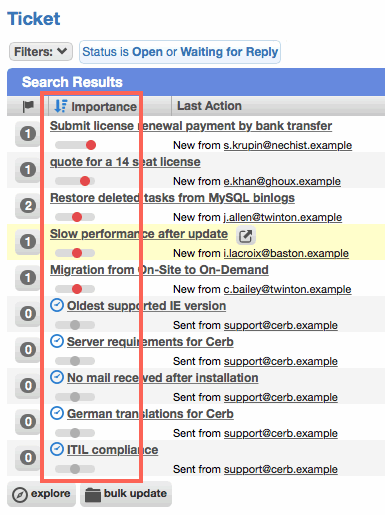 Ticket
Filters: Status is Open or Waiting for Reply
Search Results
Importance Last Action
Submit license renewal payment by bank transfer
1 New from s.krupin@nechist.example
quote for a 14 seat license
1 New from e.khan@ghoux.example
Restore deleted tasks from MySQL binlogs
2 New from j.allen@twinton.example
Slow performance after update
1 New from i.lacroix@baston.example
Migration from On-Site to On-Demand
1 New from c.bailey@twinton.example
Oldest supported IE version
0 Sent from support@cerb.example
Server requirements for Cerb
0 Sent from support@cerb.example
No mail received after installation
0 Sent from support@cerb.example
German translations for Cerb
0 Sent from support@cerb.example
ITIL compliance
0 Sent from support@cerb.example
explore bulk update